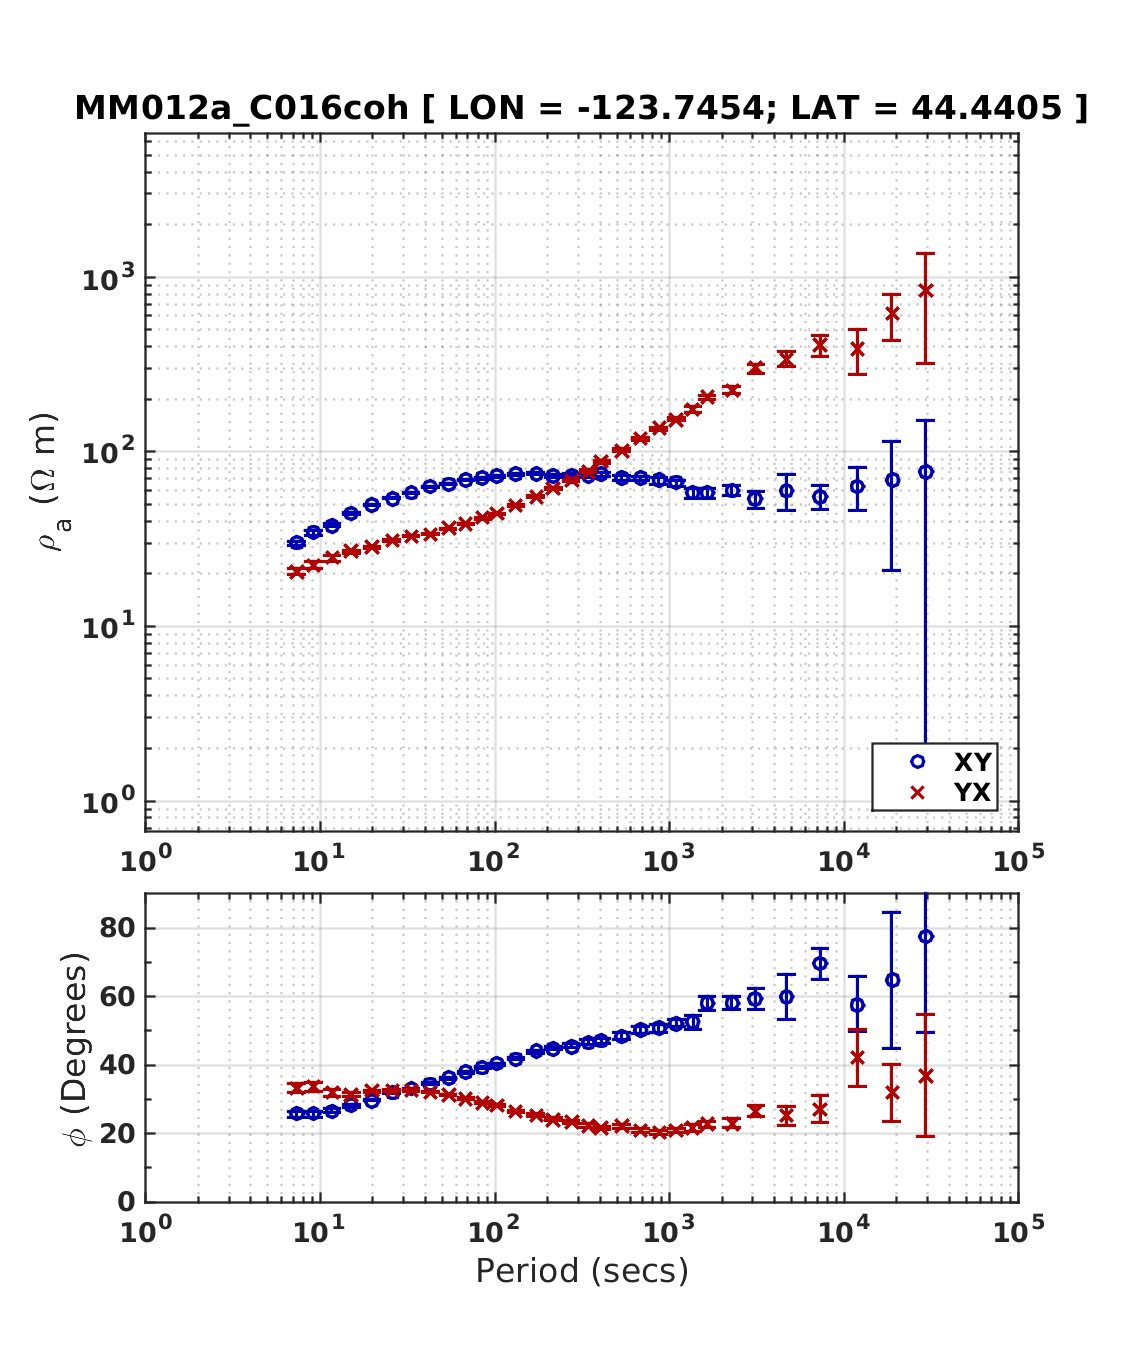 MM012a_C016coh [ LON = -123.7454; LAT = 44.4405 ]
10³
10²
10¹
10⁰
ρ a (Ω m)
XY
YX
10⁰ 10¹ 10² 10³ 10⁴ 10⁵
80
60
40
20
0
ϕ (Degrees)
10⁰ 10¹ 10² 10³ 10⁴ 10⁵
Period (secs)